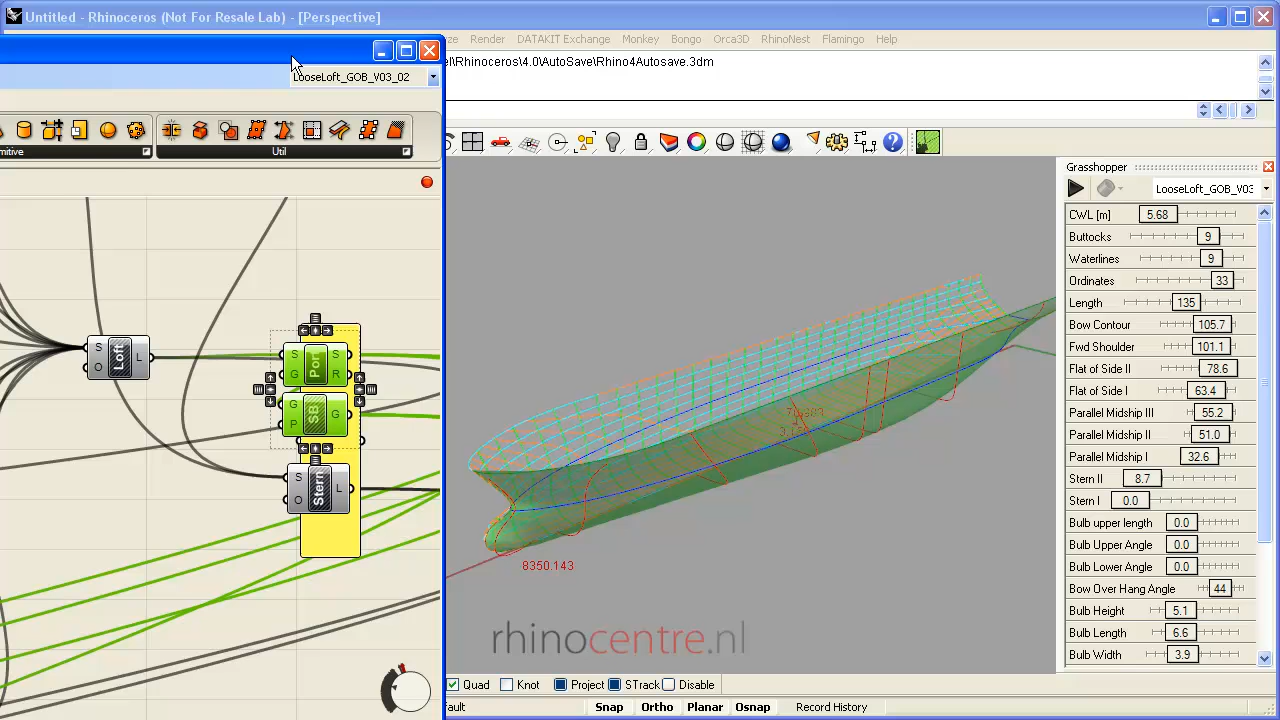 Untitled - Rhinoceros (Not For Resale Lab) - [Perspective]
Render DATAKIT Exchange Monkey Bongo Orca3D RhinoNest Flamingo Help
\Rhinoceros\4.0\AutoSave\Rhino4Autosave.3dm
LooseLoft_GOB_V03_02
Util
Grasshopper
LooseLoft_GOB_V03
CWL [m] 5.68
Buttocks 9
Waterlines 9
Ordinates 33
Length 135
Bow Contour 105.7
Fwd Shoulder 101.1
Flat of Side II 78.6
Flat of Side I 63.4
Parallel Midship III 55.2
Parallel Midship II 51.0
Parallel Midship I 32.6
Stern II 8.7
Stern I 0.0
Bulb upper length 0.0
Bulb Upper Angle 0.0
Bulb Lower Angle 0.0
Bow Over Hang Angle 44
Bulb Height 5.1
Bulb Length 6.6
Bulb Width 3.9
S O Loft L
S G Port S R
G P SB G
S O Stern L
8350.143
rhinocentre.nl
Quad Knot Project STrack Disable
Snap Ortho Planar Osnap Record History